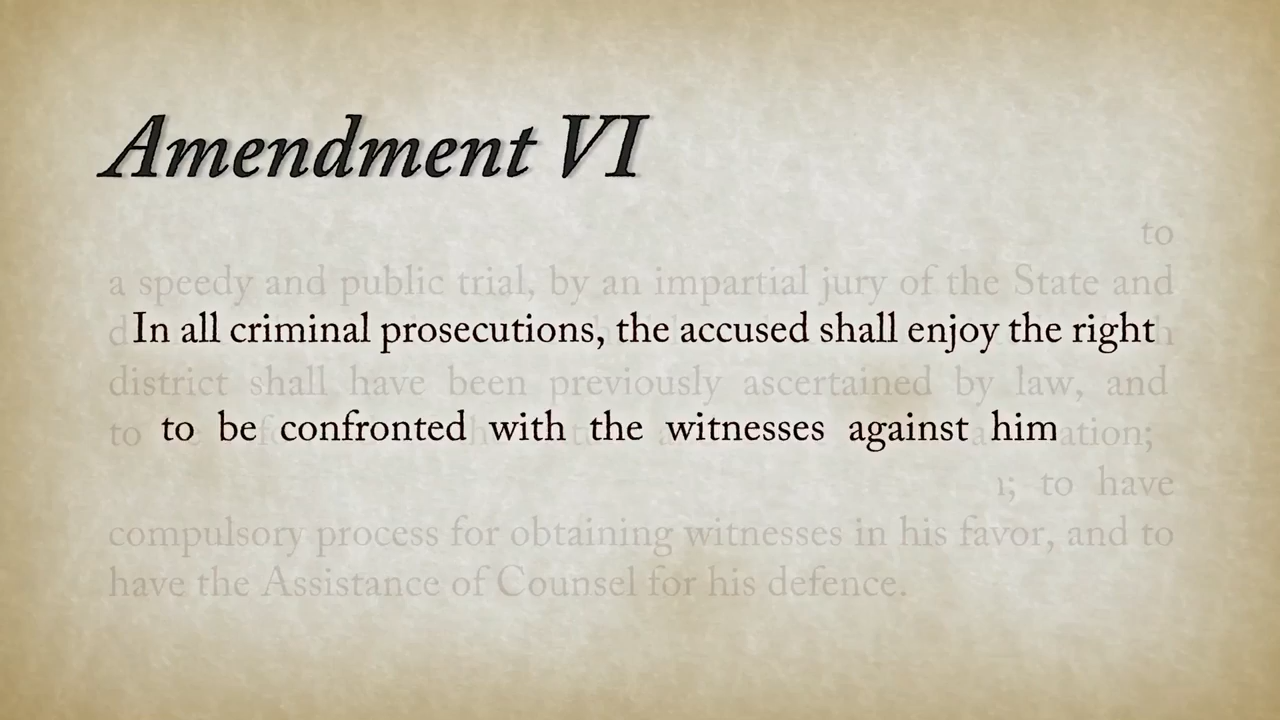 Amendment VI
to
a speedy and public trial, by an impartial jury of the State and
In all criminal prosecutions, the accused shall enjoy the right
district shall have been previously ascertained by law, and
to be confronted with the witnesses against him
to have
compulsory process for obtaining witnesses in his favor, and to
have the Assistance of Counsel for his defence.